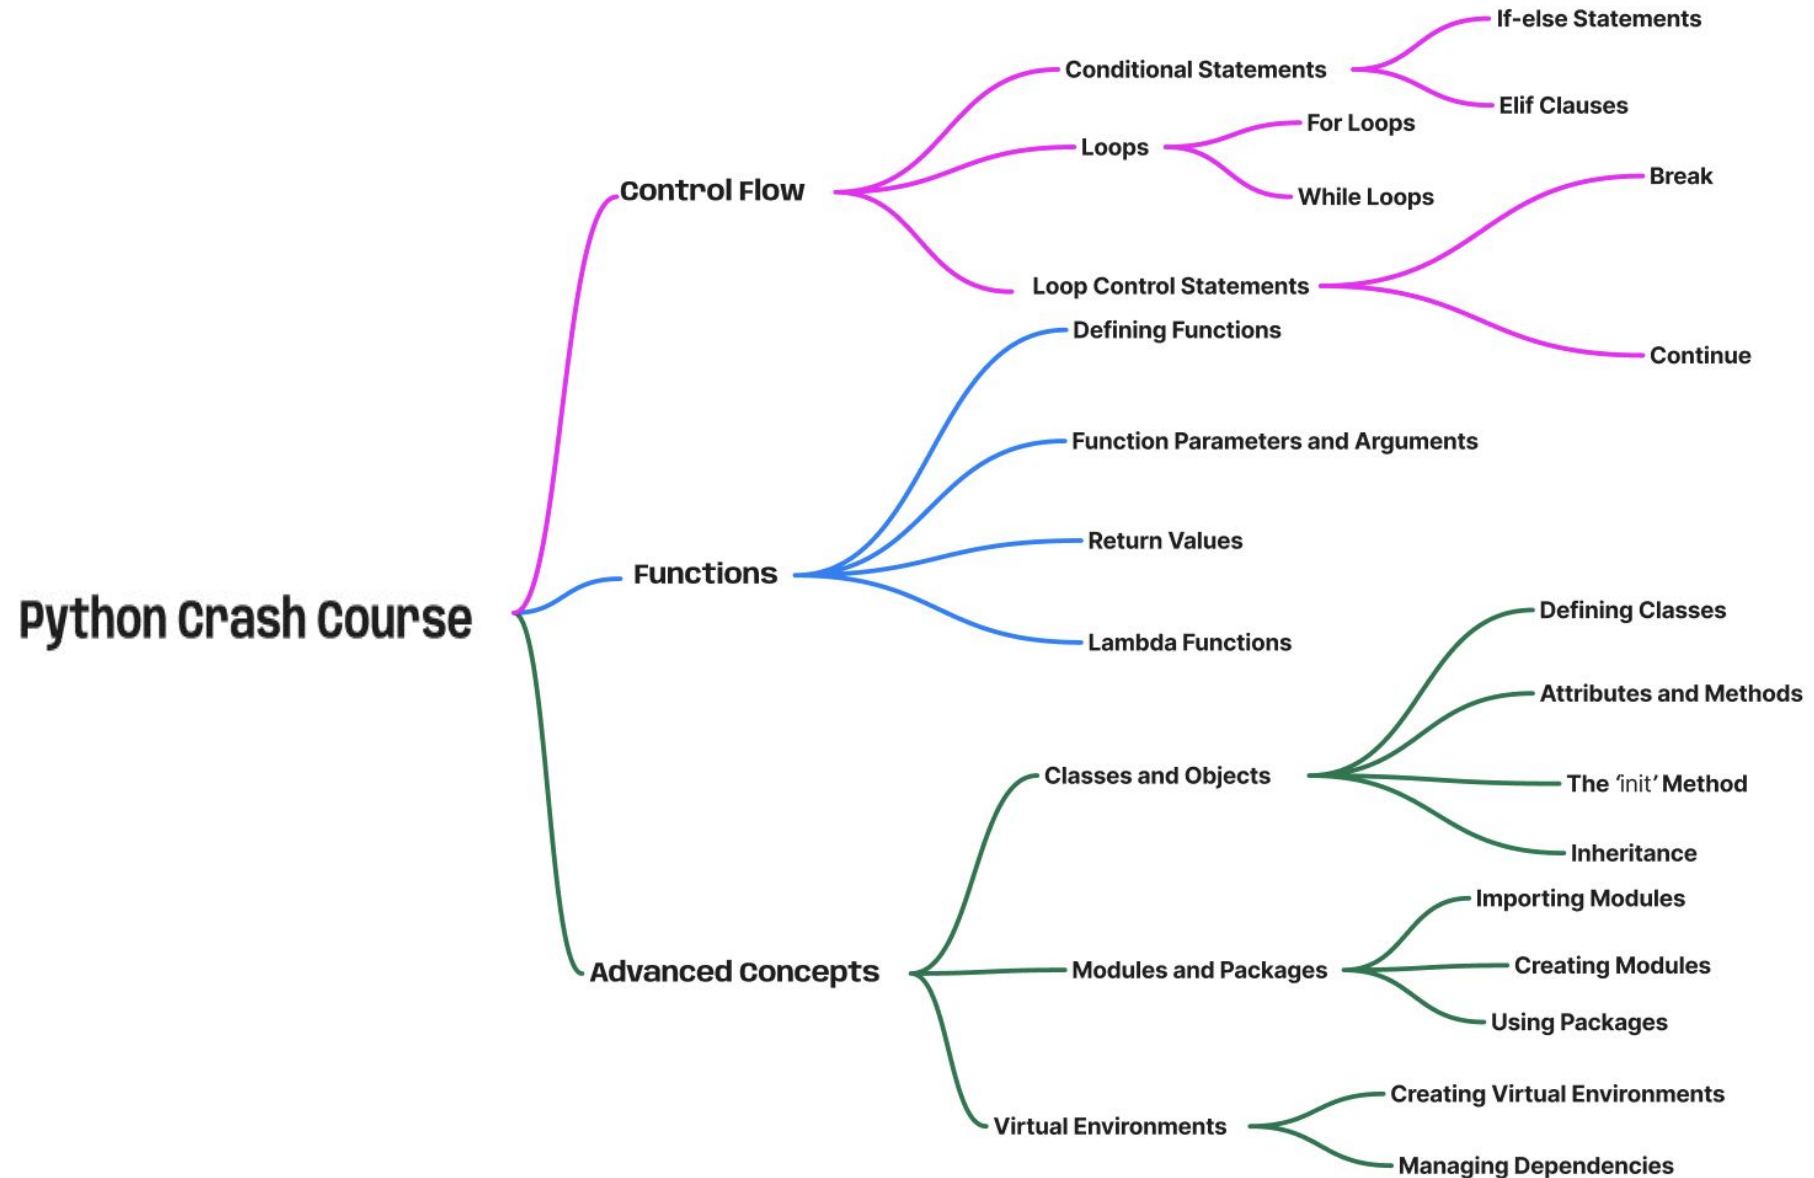 Python Crash Course
Control Flow
Conditional Statements
If-else Statements
Elif Clauses
Loops
For Loops
While Loops
Loop Control Statements
Break
Continue
Functions
Defining Functions
Function Parameters and Arguments
Return Values
Lambda Functions
Advanced Concepts
Classes and Objects
Defining Classes
Attributes and Methods
The ‘init’ Method
Inheritance
Modules and Packages
Importing Modules
Creating Modules
Using Packages
Virtual Environments
Creating Virtual Environments
Managing Dependencies